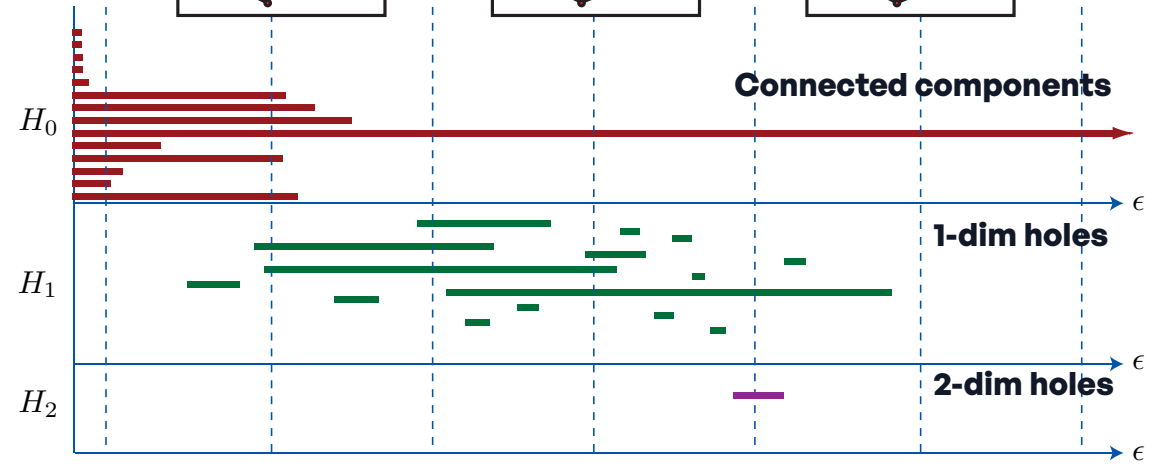 Connected components
H₀
ϵ
1-dim holes
H₁
ϵ
2-dim holes
H₂
ϵ